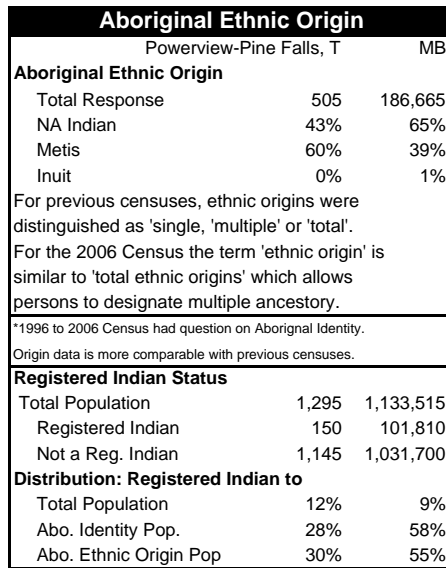 Aboriginal Ethnic Origin
Powerview-Pine Falls, T MB
Aboriginal Ethnic Origin
Total Response 505 186,665
NA Indian 43% 65%
Metis 60% 39%
Inuit 0% 1%
For previous censuses, ethnic origins were
distinguished as 'single, 'multiple' or 'total'.
For the 2006 Census the term 'ethnic origin' is
similar to 'total ethnic origins' which allows
persons to designate multiple ancestory.
*1996 to 2006 Census had question on Aborignal Identity.
Origin data is more comparable with previous censuses.
Registered Indian Status
Total Population 1,295 1,133,515
Registered Indian 150 101,810
Not a Reg. Indian 1,145 1,031,700
Distribution: Registered Indian to
Total Population 12% 9%
Abo. Identity Pop. 28% 58%
Abo. Ethnic Origin Pop 30% 55%